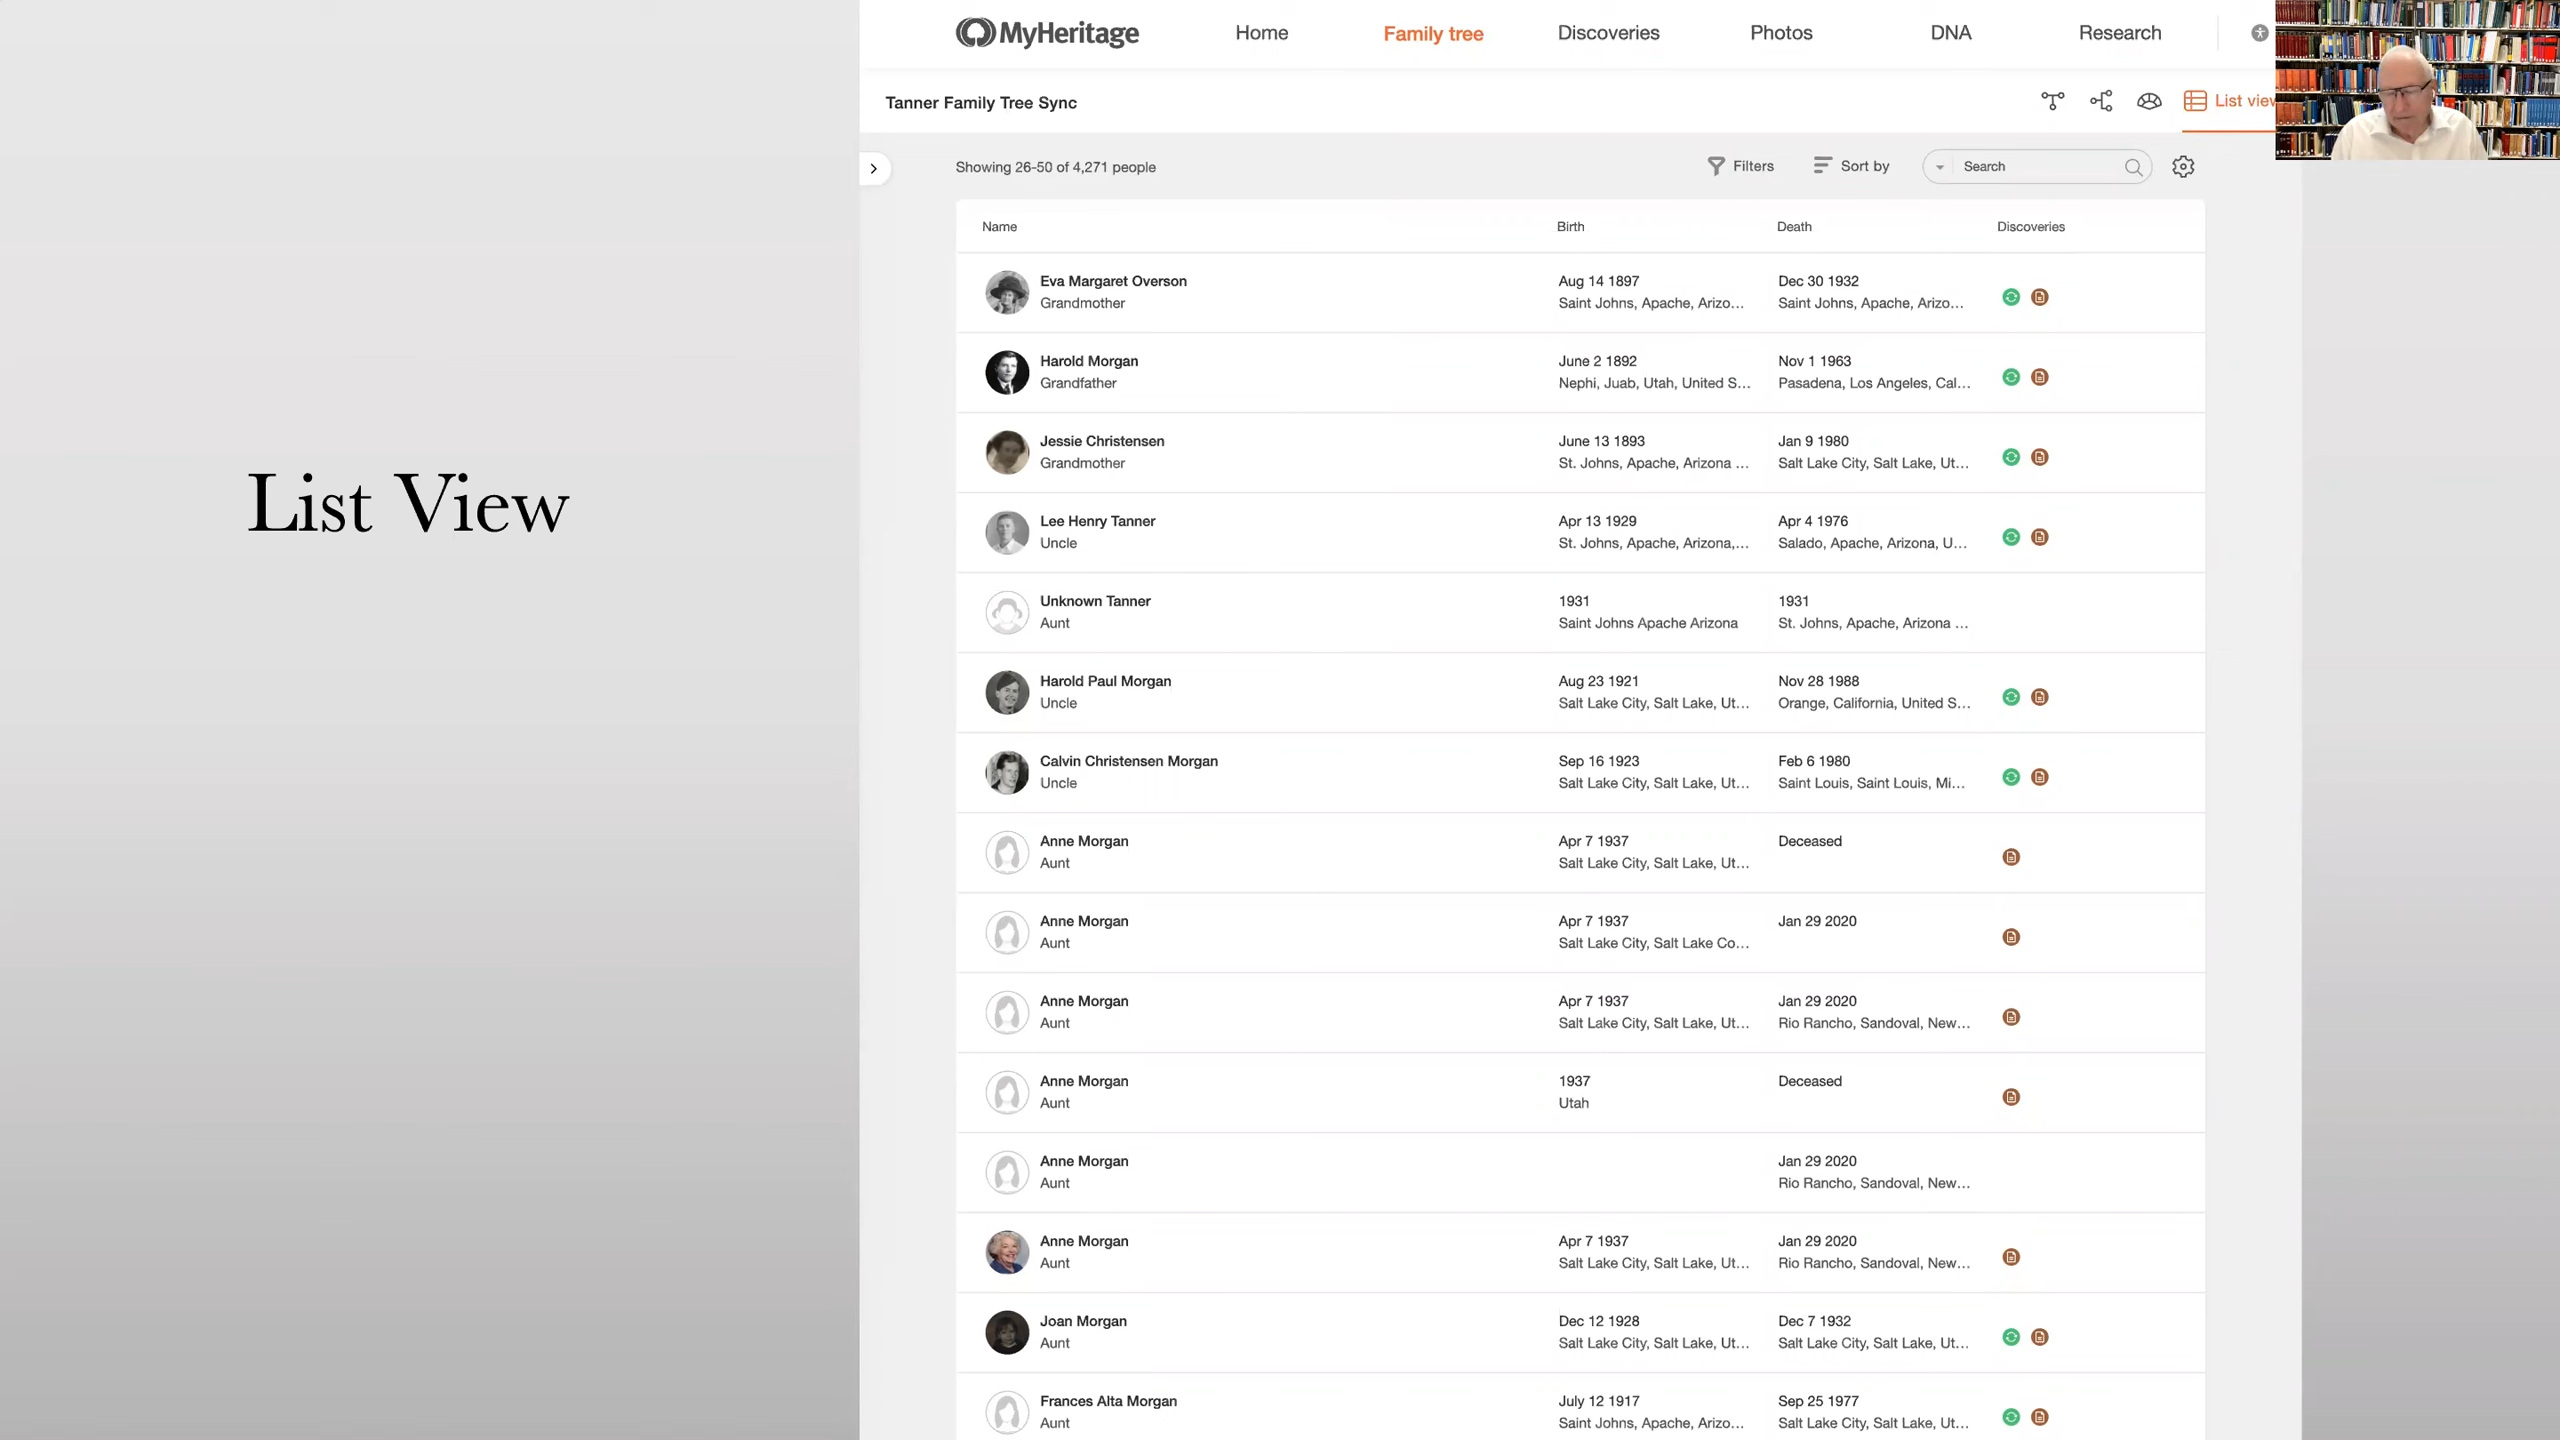 MyHeritage
Home
Family tree
Discoveries
Photos
DNA
Research
Tanner Family Tree Sync
List view
Showing 26-50 of 4,271 people
Filters
Sort by
Search
List View
Name
Birth
Death
Discoveries
Eva Margaret Overson
Grandmother
Aug 14 1897
Saint Johns, Apache, Arizo...
Dec 30 1932
Saint Johns, Apache, Arizo...
Harold Morgan
Grandfather
June 2 1892
Nephi, Juab, Utah, United S...
Nov 1 1963
Pasadena, Los Angeles, Cal...
Jessie Christensen
Grandmother
June 13 1893
St. Johns, Apache, Arizona ...
Jan 9 1980
Salt Lake City, Salt Lake, Ut...
Lee Henry Tanner
Uncle
Apr 13 1929
St. Johns, Apache, Arizona,...
Apr 4 1976
Salado, Apache, Arizona, U...
Unknown Tanner
Aunt
1931
Saint Johns Apache Arizona
1931
St. Johns, Apache, Arizona ...
Harold Paul Morgan
Uncle
Aug 23 1921
Salt Lake City, Salt Lake, Ut...
Nov 28 1988
Orange, California, United S...
Calvin Christensen Morgan
Uncle
Sep 16 1923
Salt Lake City, Salt Lake, Ut...
Feb 6 1980
Saint Louis, Saint Louis, Mi...
Anne Morgan
Aunt
Apr 7 1937
Salt Lake City, Salt Lake, Ut...
Deceased
Anne Morgan
Aunt
Apr 7 1937
Salt Lake City, Salt Lake Co...
Jan 29 2020
Anne Morgan
Aunt
Apr 7 1937
Salt Lake City, Salt Lake, Ut...
Jan 29 2020
Rio Rancho, Sandoval, New...
Anne Morgan
Aunt
1937
Utah
Deceased
Anne Morgan
Aunt
Jan 29 2020
Rio Rancho, Sandoval, New...
Anne Morgan
Aunt
Apr 7 1937
Salt Lake City, Salt Lake, Ut...
Jan 29 2020
Rio Rancho, Sandoval, New...
Joan Morgan
Aunt
Dec 12 1928
Salt Lake City, Salt Lake, Ut...
Dec 7 1932
Salt Lake City, Salt Lake, Ut...
Frances Alta Morgan
Aunt
July 12 1917
Saint Johns, Apache, Arizo...
Sep 25 1977
Salt Lake City, Salt Lake, Ut...